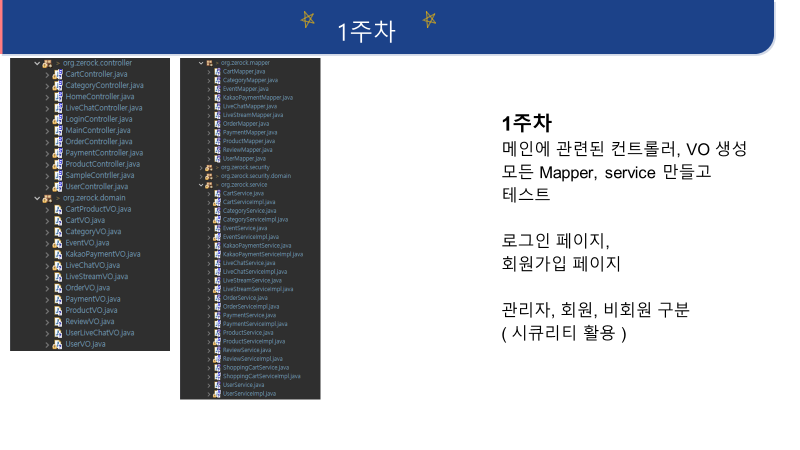 1주차
> org.zerock.controller
CartController.java
CategoryController.java
HomeController.java
LiveChatController.java
LoginController.java
MainController.java
OrderController.java
PaymentController.java
ProductController.java
SampleContrller.java
UserController.java
> org.zerock.domain
CartProductVO.java
CartVO.java
CategoryVO.java
EventVO.java
KakaoPaymentVO.java
LiveChatVO.java
LiveStreamVO.java
OrderVO.java
PaymentVO.java
ProductVO.java
ReviewVO.java
UserLiveChatVO.java
UserVO.java
> org.zerock.mapper
CartMapper.java
CategoryMapper.java
EventMapper.java
KakaoPaymentMapper.java
LiveChatMapper.java
LiveStreamMapper.java
OrderMapper.java
PaymentMapper.java
ProductMapper.java
ReviewMapper.java
UserMapper.java
> org.zerock.security
> org.zerock.security.domain
> org.zerock.service
CartService.java
CartServiceImpl.java
CategoryService.java
CategoryServiceImpl.java
EventService.java
EventServiceImpl.java
KakaoPaymentService.java
KakaoPaymentServiceImpl.java
LiveChatService.java
LiveChatServiceImpl.java
LiveStreamService.java
LiveStreamServiceImpl.java
OrderService.java
OrderServiceImpl.java
PaymentService.java
PaymentServiceImpl.java
ProductService.java
ProductServiceImpl.java
ReviewService.java
ReviewServiceImpl.java
ShoppingCartService.java
ShoppingCartServiceImpl.java
UserService.java
UserServiceImpl.java
1주차
메인에 관련된 컨트롤러, VO 생성
모든 Mapper, service 만들고
테스트
로그인 페이지,
회원가입 페이지
관리자, 회원, 비회원 구분
( 시큐리티 활용 )